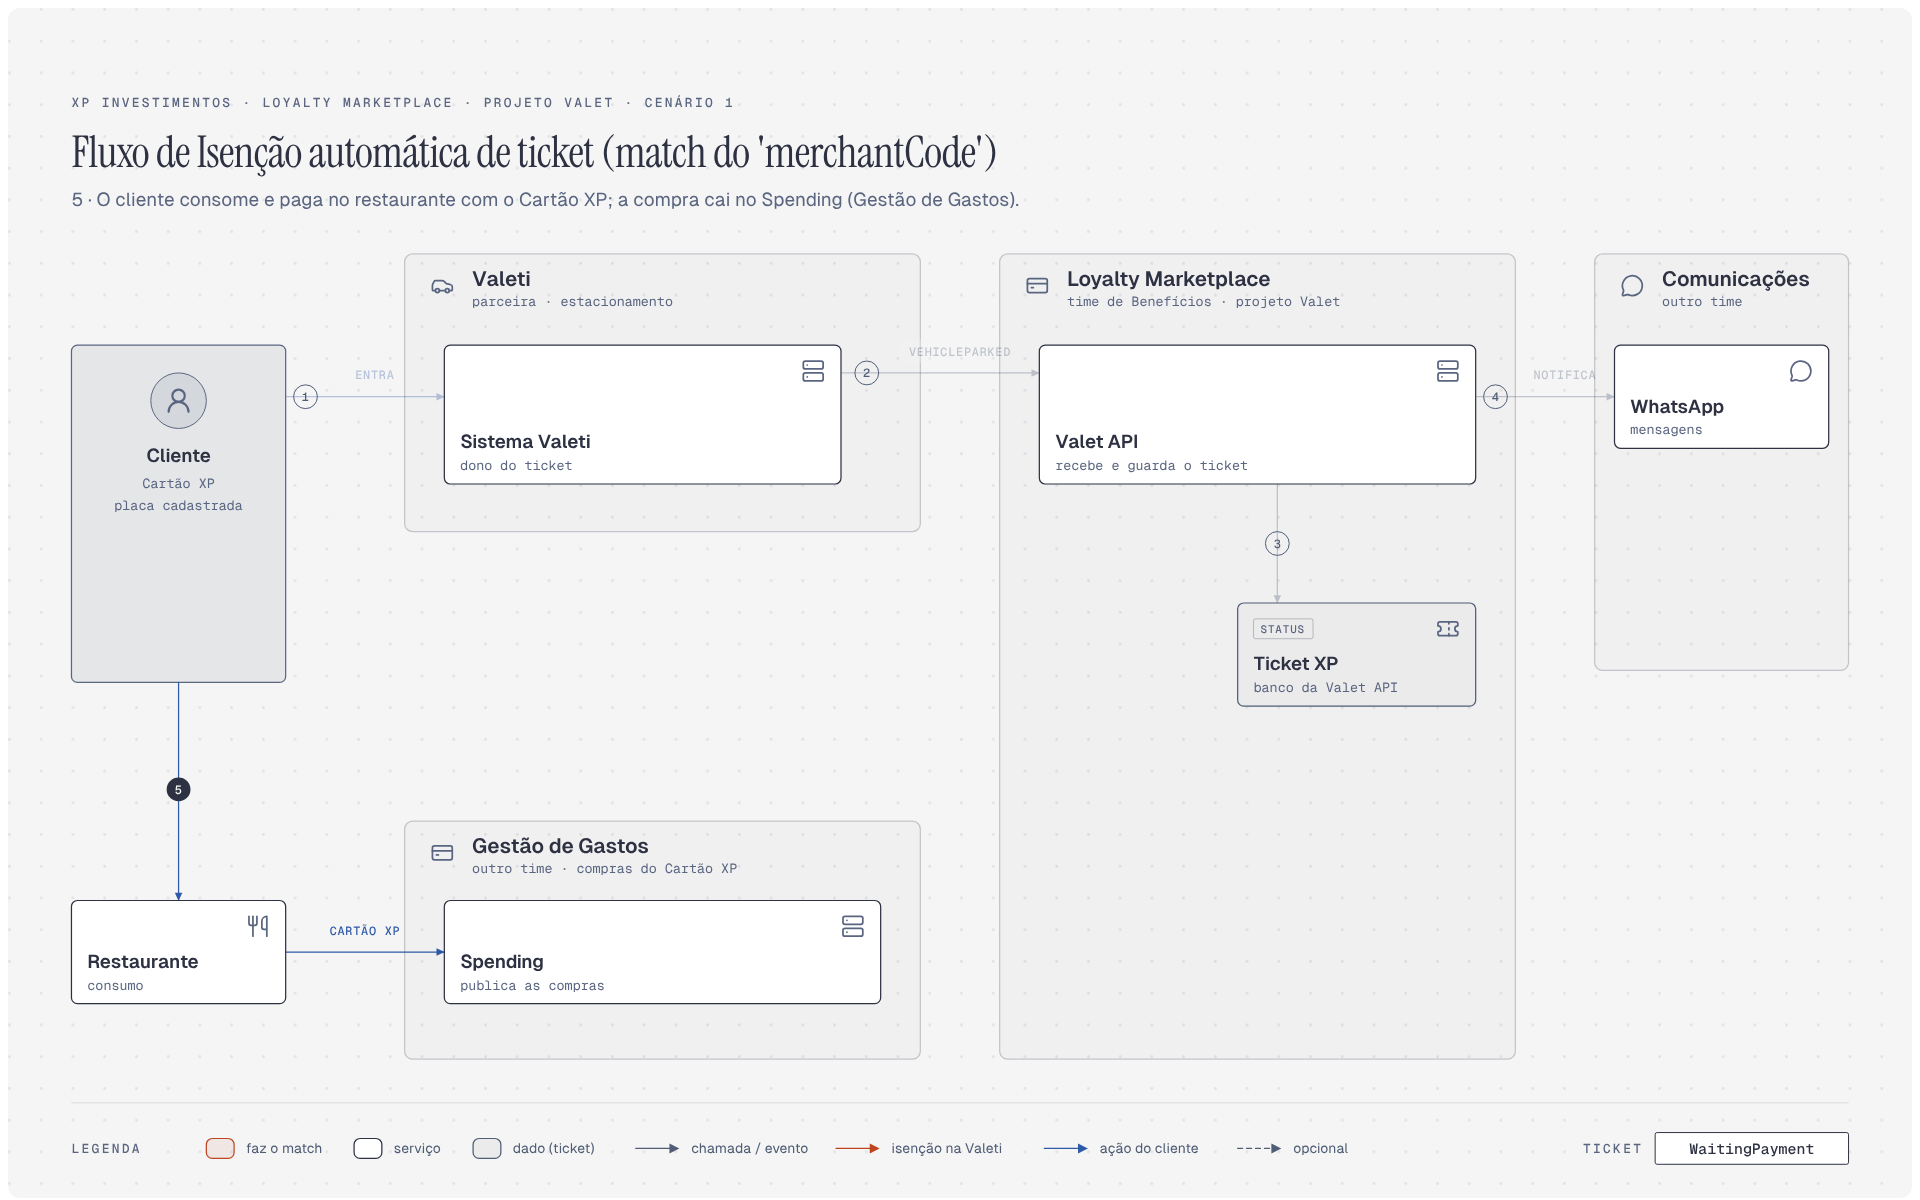 XP INVESTIMENTOS · LOYALTY MARKETPLACE · PROJETO VALET · CENÁRIO 1
Fluxo de Isenção automática de ticket (match do 'merchantCode')
5 · O cliente consome e paga no restaurante com o Cartão XP; a compra cai no Spending (Gestão de Gastos).
Valeti
parceira · estacionamento
Loyalty Marketplace
time de Benefícios · projeto Valet
Comunicações
outro time
Cliente
Cartão XP
placa cadastrada
1
ENTRA
Sistema Valeti
dono do ticket
2
VEHICLEPARKED
Valet API
recebe e guarda o ticket
4
NOTIFICA
WhatsApp
mensagens
3
STATUS
Ticket XP
banco da Valet API
5
Gestão de Gastos
outro time · compras do Cartão XP
Restaurante
consumo
CARTÃO XP
Spending
publica as compras
LEGENDA
faz o match
serviço
dado (ticket)
chamada / evento
isenção na Valeti
ação do cliente
opcional
TICKET
WaitingPayment